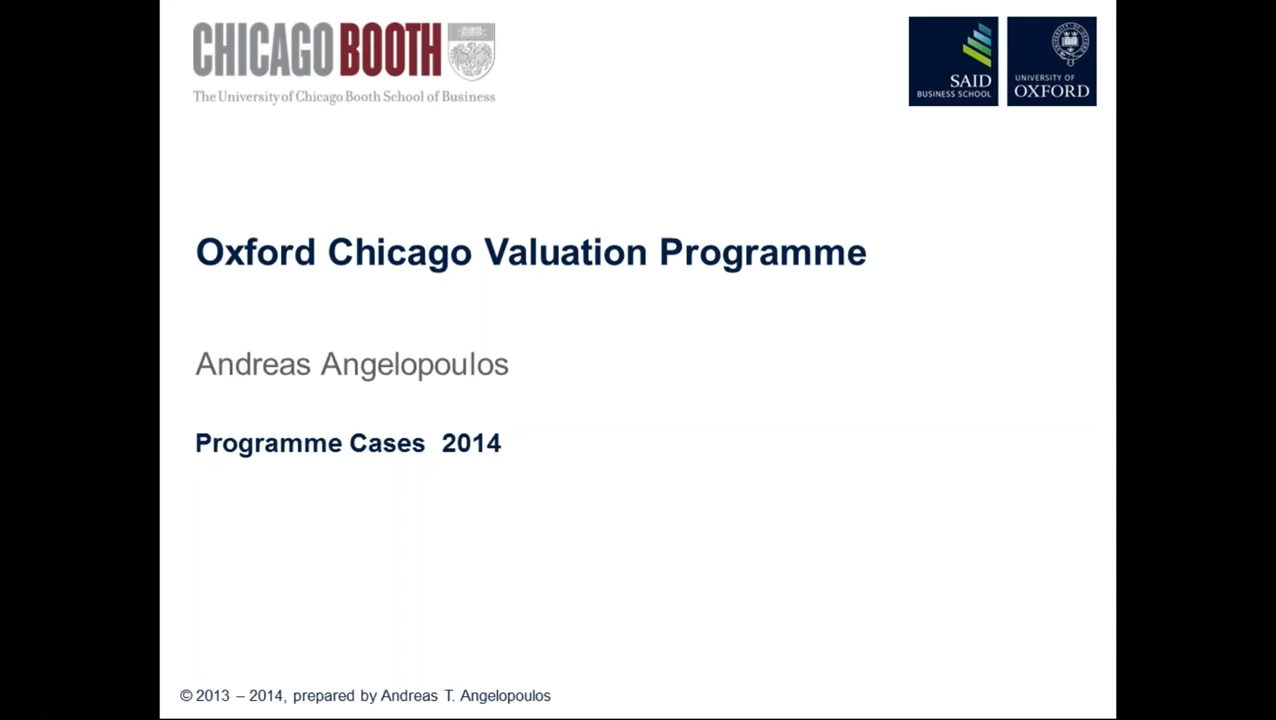 CHICAGO BOOTH
The University of Chicago Booth School of Business
SAID
BUSINESS SCHOOL
UNIVERSITY OF
OXFORD
Oxford Chicago Valuation Programme
Andreas Angelopoulos
Programme Cases 2014
© 2013 – 2014, prepared by Andreas T. Angelopoulos